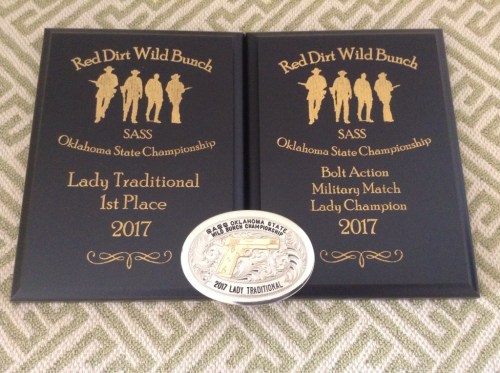 Red Dirt Wild Bunch
SASS
Oklahoma State Championship
Lady Traditional
1st Place
2017
Red Dirt Wild Bunch
SASS
Oklahoma State Championship
Bolt Action
Military Match
Lady Champion
2017
SASS OKLAHOMA STATE
WILD BUNCH CHAMPIONSHIP
2017 LADY TRADITIONAL